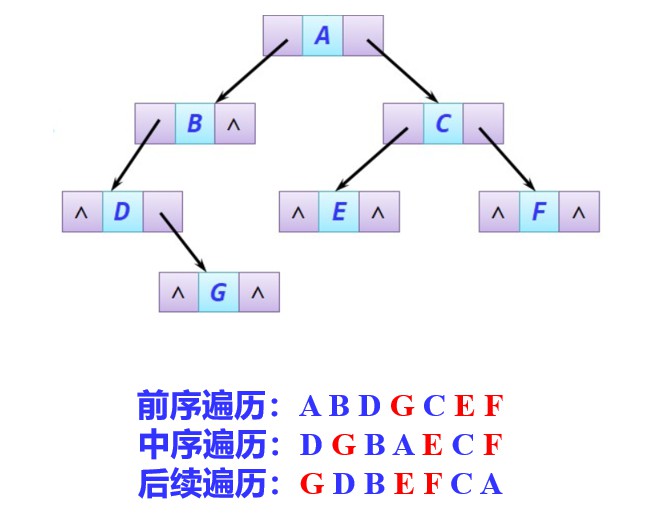 A
B ∧ C
∧ D ∧ E ∧ ∧ F ∧
∧ G ∧
前序遍历：A B D G C E F
中序遍历：D G B A E C F
后续遍历：G D B E F C A